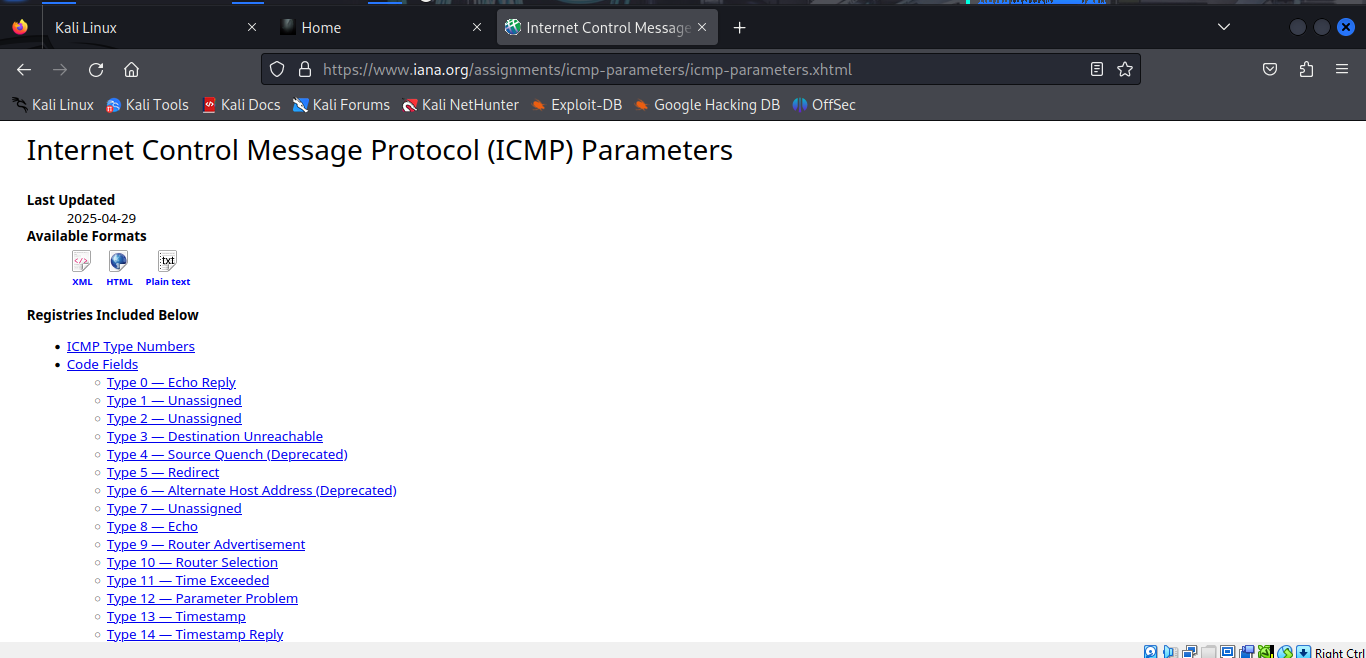 Kali Linux
Home
Internet Control Message
https://www.iana.org/assignments/icmp-parameters/icmp-parameters.xhtml
Kali Linux Kali Tools Kali Docs Kali Forums Kali NetHunter Exploit-DB Google Hacking DB OffSec
Internet Control Message Protocol (ICMP) Parameters
Last Updated
2025-04-29
Available Formats
txt
XML HTML Plain text
Registries Included Below
ICMP Type Numbers
Code Fields
Type 0 — Echo Reply
Type 1 — Unassigned
Type 2 — Unassigned
Type 3 — Destination Unreachable
Type 4 — Source Quench (Deprecated)
Type 5 — Redirect
Type 6 — Alternate Host Address (Deprecated)
Type 7 — Unassigned
Type 8 — Echo
Type 9 — Router Advertisement
Type 10 — Router Selection
Type 11 — Time Exceeded
Type 12 — Parameter Problem
Type 13 — Timestamp
Type 14 — Timestamp Reply
Right Ctrl